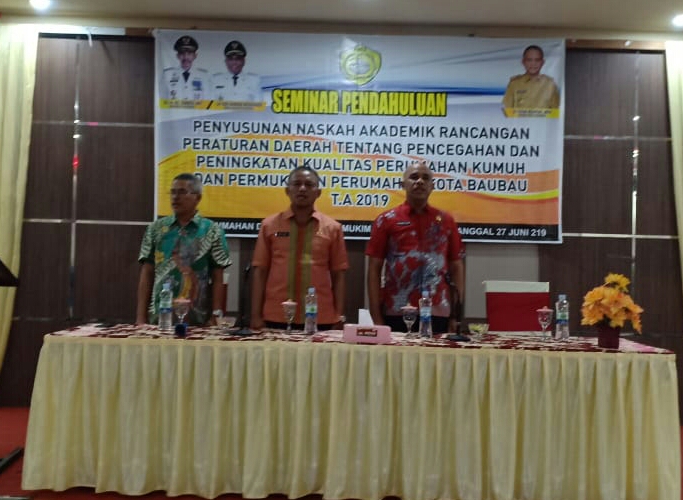 SEMINAR PENDAHULUAN
PENYUSUNAN NASKAH AKADEMIK RANCANGAN
PERATURAN DAERAH TENTANG PENCEGAHAN DAN
PENINGKATAN KUALITAS PERUMAHAN KUMUH
DAN PERMUKIMAN PERUMAHAN KOTA BAUBAU
T.A 2019
ANGGAL 27 JUNI 219